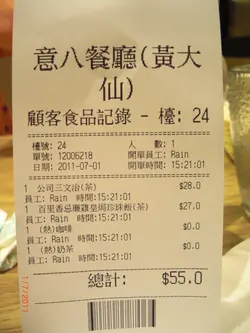 意八餐廳(黃大
仙)
顧客食品記錄 - 檯: 24
檯號: 24 人 數: 1
單號: 12006218 開單員工: Rain
日期: 2011-07-01 開單時間: 15:21:01
1 公司三文治(茶) $28.0
員工: Rain 時間:15:21:01
1 百里香忌廉雞皇焗珍珠飯(茶) $27.0
員工: Rain 時間:15:21:01
1 (熱)咖啡 $0.0
員工: Rain 時間:15:21:01
1 (熱)奶茶 $0.0
員工: Rain 時間:15:21:01
總計: $55.0
1/7/2011